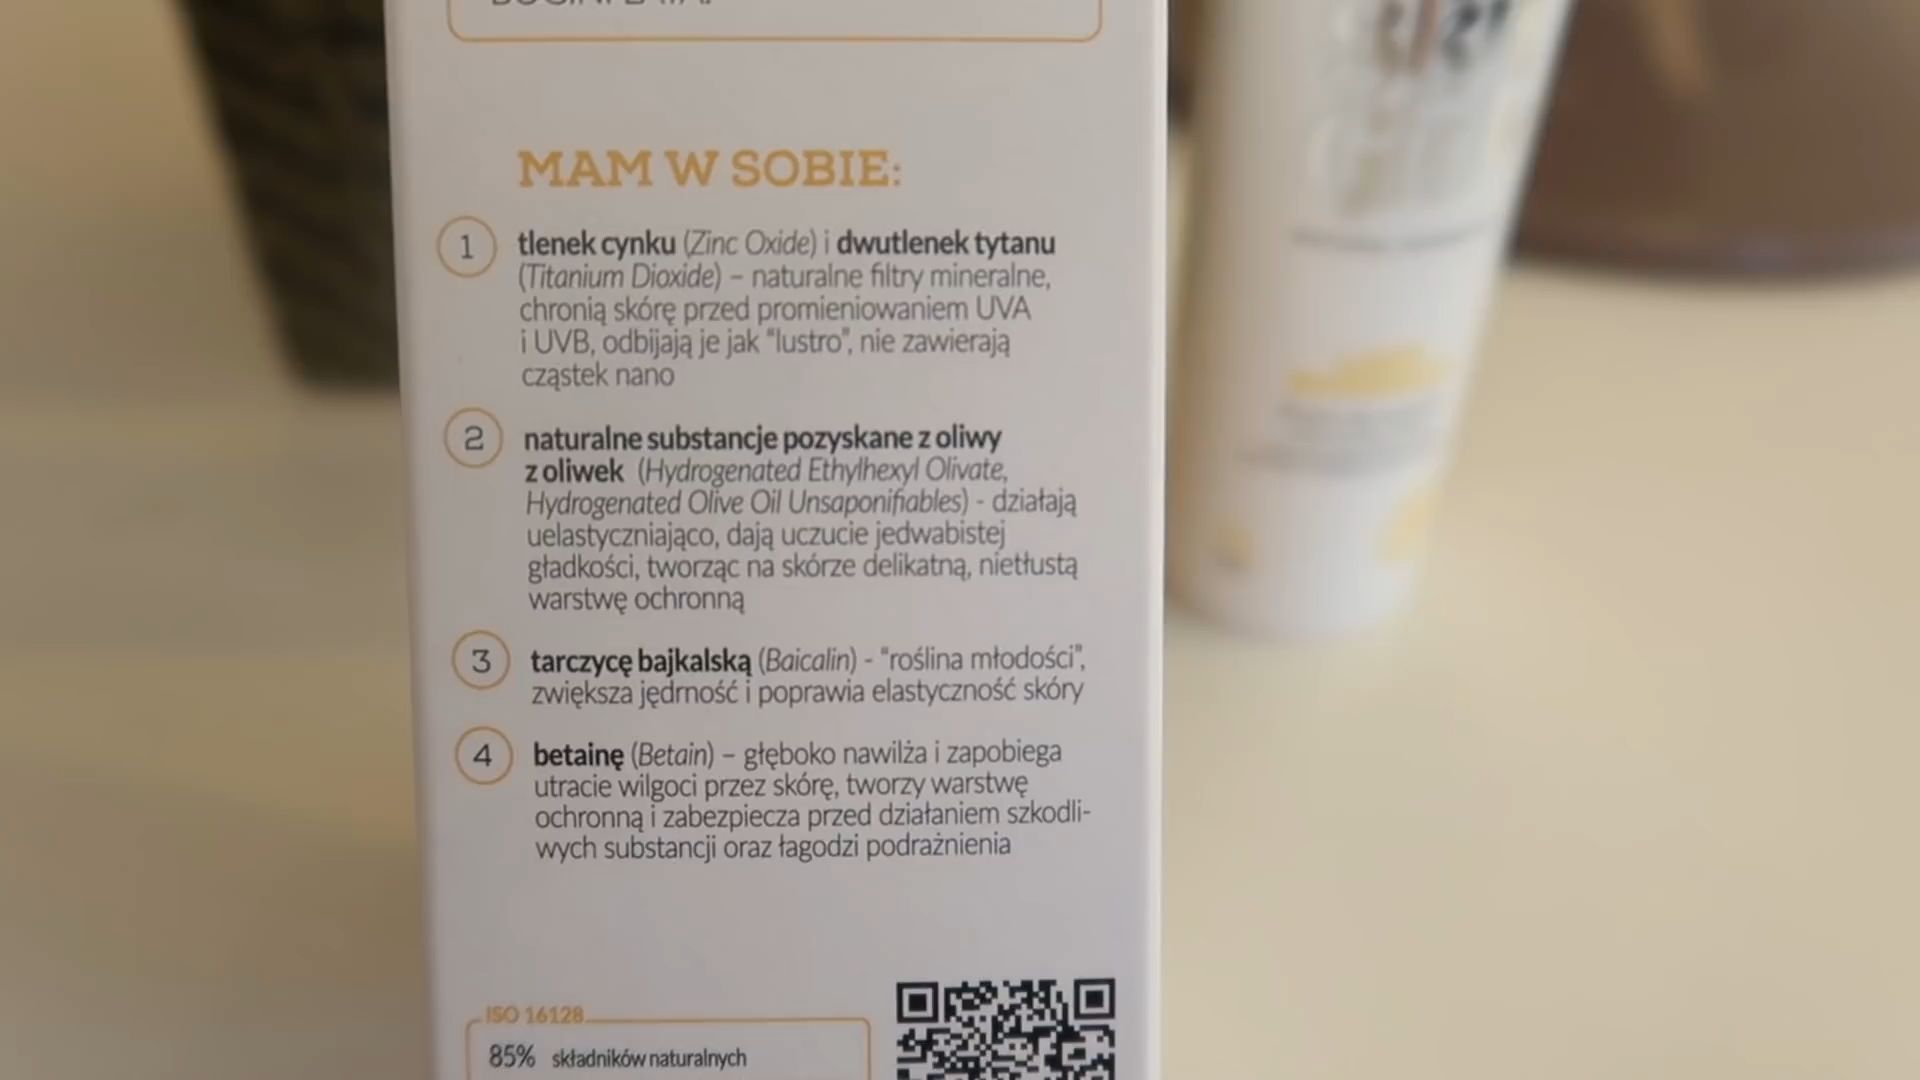 MAM W SOBIE:
1
tlenek cynku (Zinc Oxide) i dwutlenek tytanu
(Titanium Dioxide) – naturalne filtry mineralne,
chronią skórę przed promieniowaniem UVA
i UVB, odbijają je jak "lustro", nie zawierają
cząstek nano
2
naturalne substancje pozyskane z oliwy
z oliwek (Hydrogenated Ethylhexyl Olivate,
Hydrogenated Olive Oil Unsaponifiables) - działają
uelastyczniająco, dają uczucie jedwabistej
gładkości, tworząc na skórze delikatną, nietłustą
warstwę ochronną
3
tarczycę bajkalską (Baicalin) - "roślina młodości",
zwiększa jędrność i poprawia elastyczność skóry
4
betainę (Betain) – głęboko nawilża i zapobiega
utracie wilgoci przez skórę, tworzy warstwę
ochronną i zabezpiecza przed działaniem szkodli-
wych substancji oraz łagodzi podrażnienia
ISO 16128
85% składników naturalnych